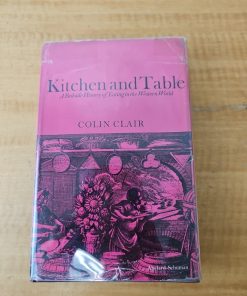 Kitchen and Table
A Bedside History of Eating in the Western World
COLIN CLAIR
Abelard-Schuman